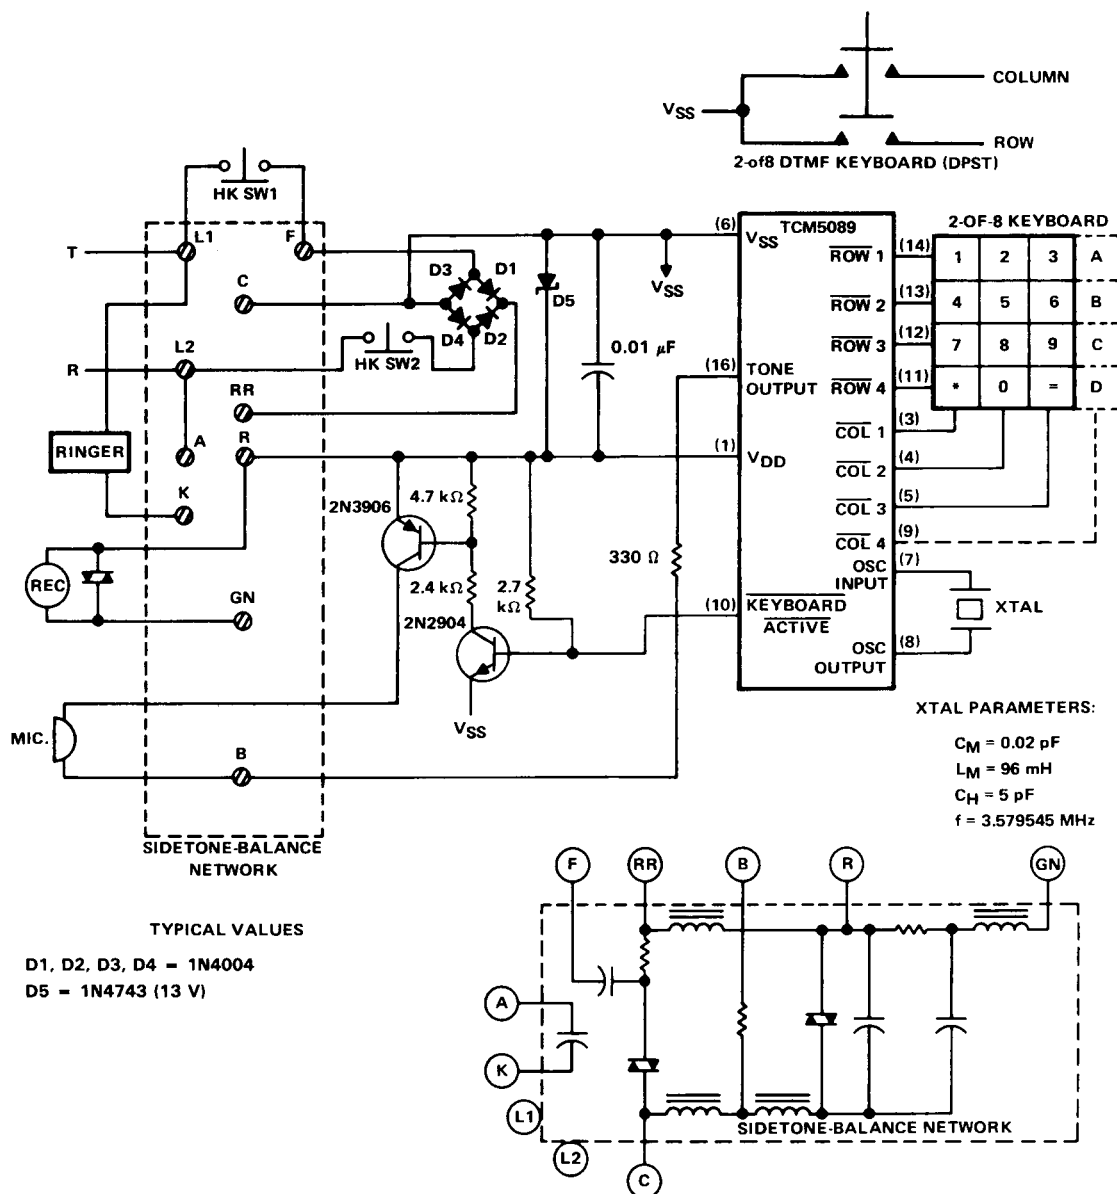 COLUMN
VSS
ROW
2-of8 DTMF KEYBOARD (DPST)
HK SW1
L1
F
T
C
D3
D1
D4
D2
D5
VSS
0.01 µF
L2
HK SW2
R
RR
A
R
RINGER
K
2N3906
4.7 kΩ
2.4 kΩ
2.7
kΩ
330 Ω
REC
GN
2N2904
VSS
MIC.
B
SIDETONE-BALANCE
NETWORK
TCM5089
(6)
VSS
(16)
TONE
OUTPUT
(1)
VDD
(10)
KEYBOARD
ACTIVE
ROW 1
(14)
ROW 2
(13)
ROW 3
(12)
ROW 4
(11)
COL 1
(3)
COL 2
(4)
COL 3
(5)
COL 4
(9)
OSC
INPUT
(7)
OSC
OUTPUT
(8)
2-OF-8 KEYBOARD
1 2 3 A
4 5 6 B
7 8 9 C
* 0 = D
XTAL
XTAL PARAMETERS:
CM = 0.02 pF
LM = 96 mH
CH = 5 pF
f = 3.579545 MHz
TYPICAL VALUES
D1, D2, D3, D4 = 1N4004
D5 = 1N4743 (13 V)
F
RR
B
R
GN
A
K
L1
L2
C
SIDETONE-BALANCE NETWORK